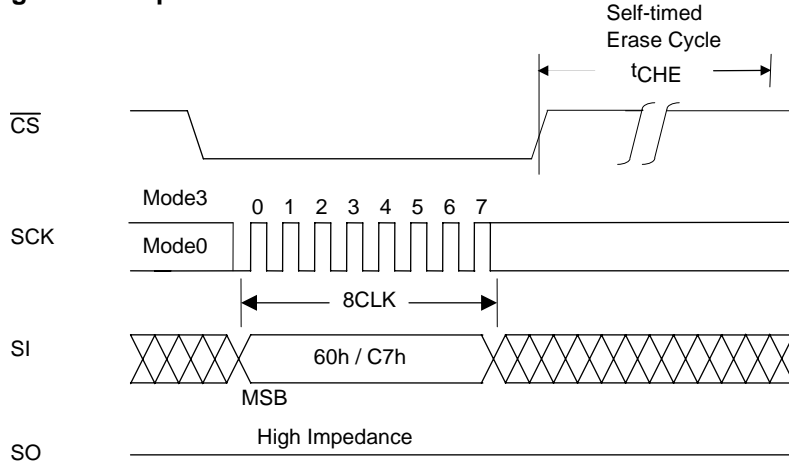 Self-timed
Erase Cycle
tCHE
CS
Mode3
0 1 2 3 4 5 6 7
SCK
Mode0
8CLK
SI
60h / C7h
MSB
High Impedance
SO